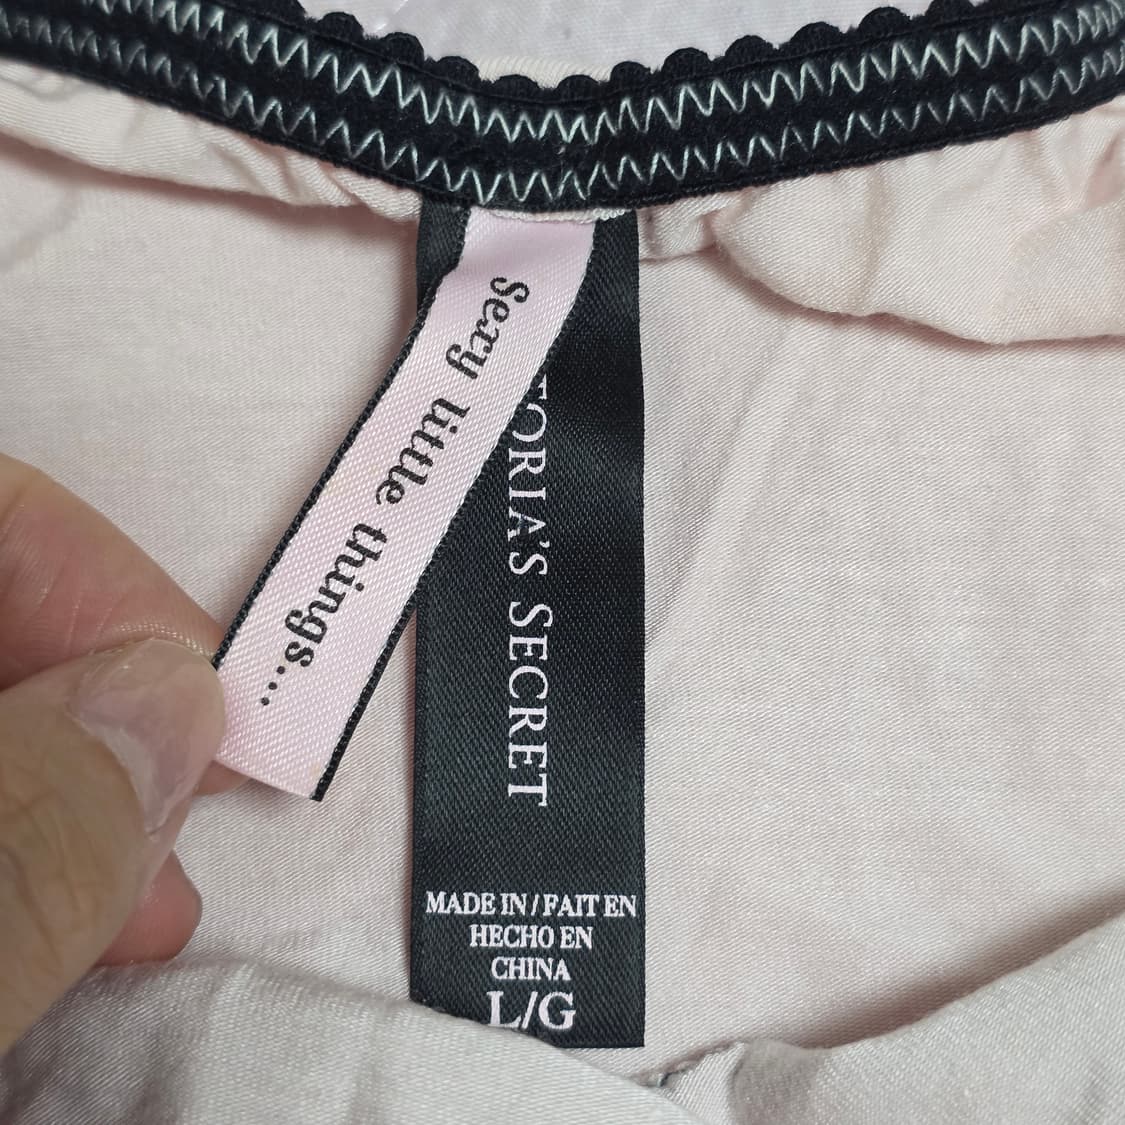 Sexy little things...
TORIA'S SECRET
MADE IN / FAIT EN
HECHO EN
CHINA
L/G